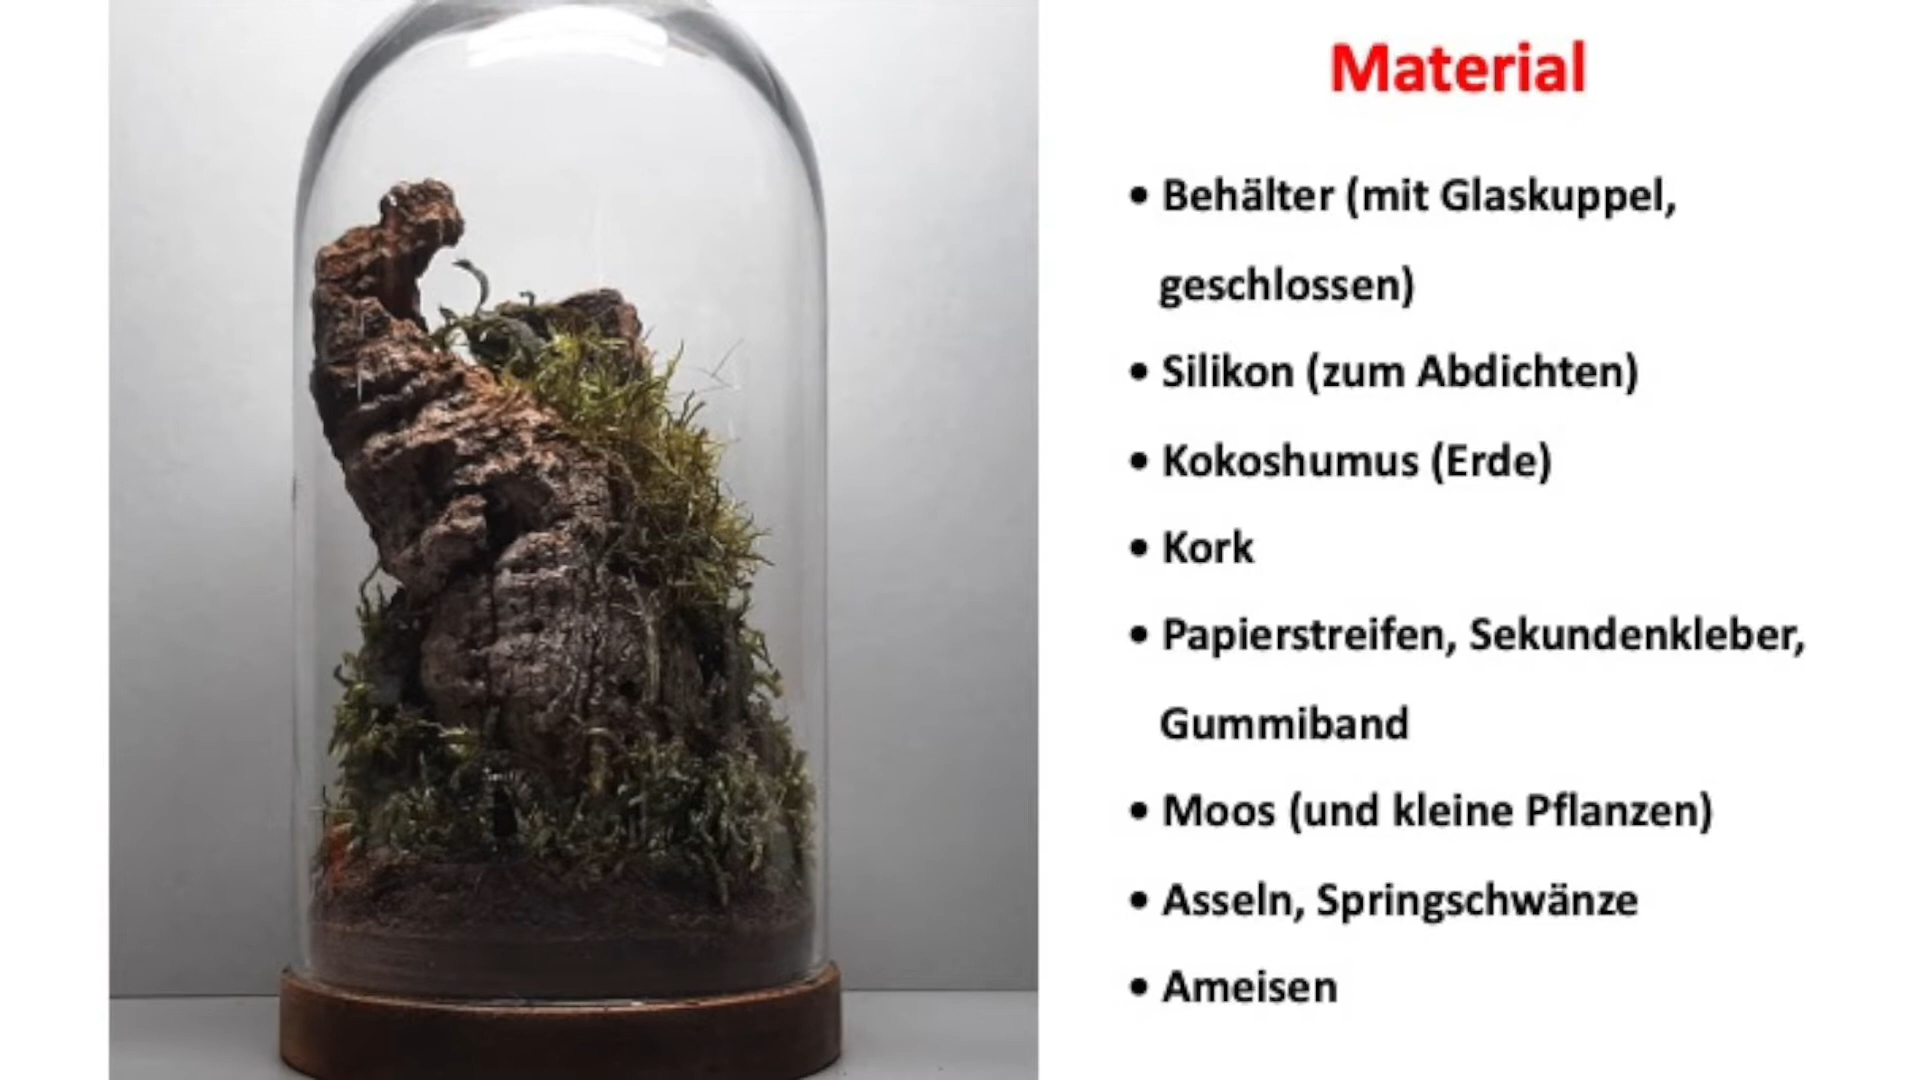 Material
• Behälter (mit Glaskuppel,
geschlossen)
• Silikon (zum Abdichten)
• Kokoshumus (Erde)
• Kork
• Papierstreifen, Sekundenkleber,
Gummiband
• Moos (und kleine Pflanzen)
• Asseln, Springschwänze
• Ameisen